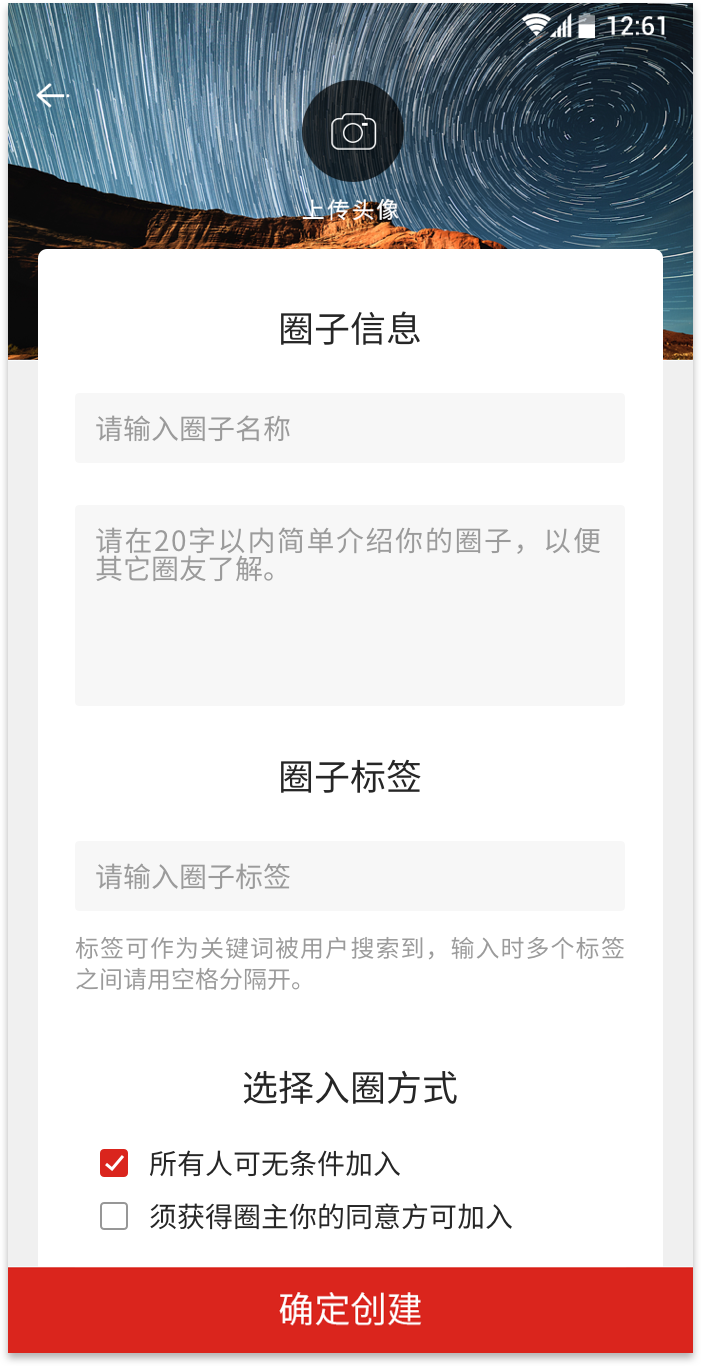 12:61
上传头像
圈子信息
请输入圈子名称
请在20字以内简单介绍你的圈子，以便
其它圈友了解。
圈子标签
请输入圈子标签
标签可作为关键词被用户搜索到，输入时多个标签
之间请用空格分隔开。
选择入圈方式
所有人可无条件加入
须获得圈主你的同意方可加入
确定创建